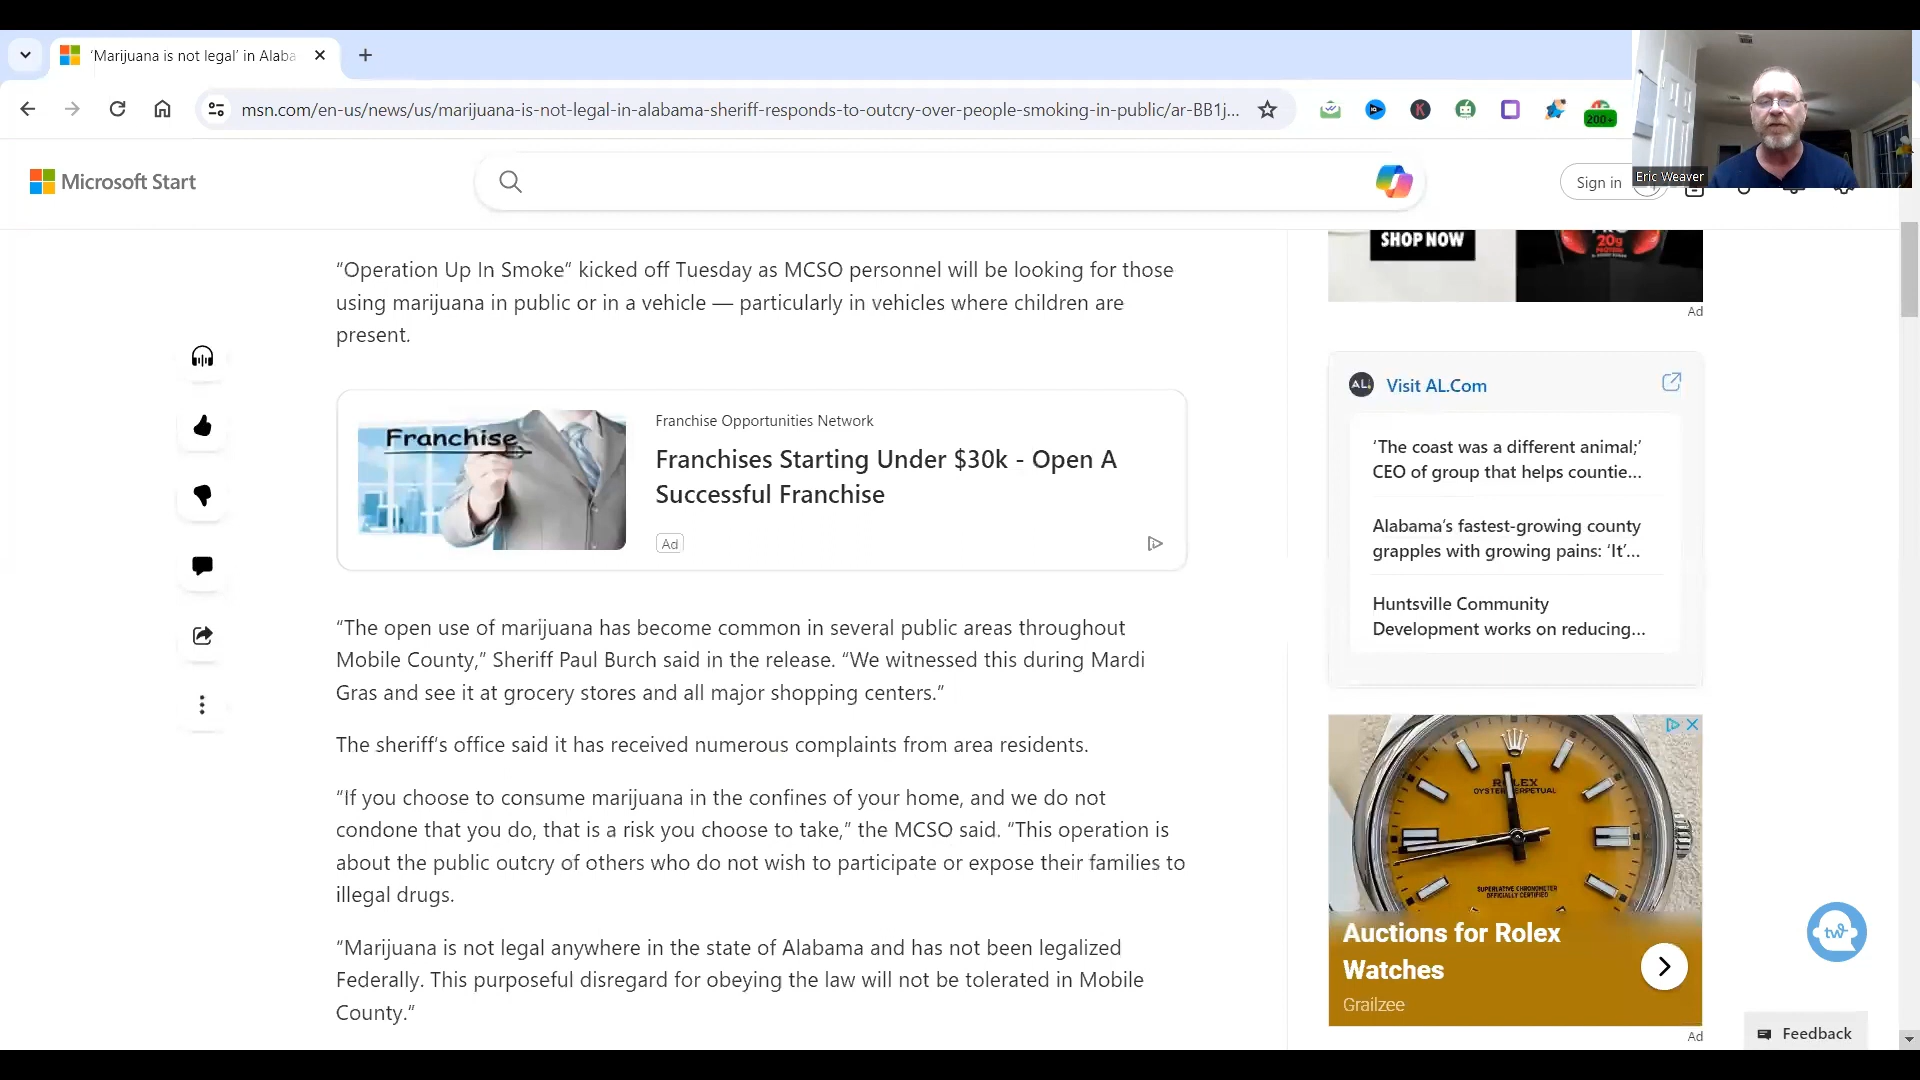 ‘Marijuana is not legal’ in Alaba
msn.com/en-us/news/us/marijuana-is-not-legal-in-alabama-sheriff-responds-to-outcry-over-people-smoking-in-public/ar-BB1j...
K
200+
Eric Weaver
Microsoft Start
Sign in
“Operation Up In Smoke” kicked off Tuesday as MCSO personnel will be looking for those
using marijuana in public or in a vehicle — particularly in vehicles where children are
present.
Franchise
Franchise Opportunities Network
Franchises Starting Under $30k - Open A
Successful Franchise
Ad
“The open use of marijuana has become common in several public areas throughout
Mobile County,” Sheriff Paul Burch said in the release. “We witnessed this during Mardi
Gras and see it at grocery stores and all major shopping centers.”
The sheriff’s office said it has received numerous complaints from area residents.
“If you choose to consume marijuana in the confines of your home, and we do not
condone that you do, that is a risk you choose to take,” the MCSO said. “This operation is
about the public outcry of others who do not wish to participate or expose their families to
illegal drugs.
“Marijuana is not legal anywhere in the state of Alabama and has not been legalized
Federally. This purposeful disregard for obeying the law will not be tolerated in Mobile
County.”
SHOP NOW
20g
Ad
AL
Visit AL.Com
‘The coast was a different animal;’
CEO of group that helps countie...
Alabama’s fastest-growing county
grapples with growing pains: ‘It’...
Huntsville Community
Development works on reducing...
ROLEX
OYSTER PERPETUAL
SUPERLATIVE CHRONOMETER
OFFICIALLY CERTIFIED
Auctions for Rolex
Watches
Grailzee
Ad
tw
Feedback